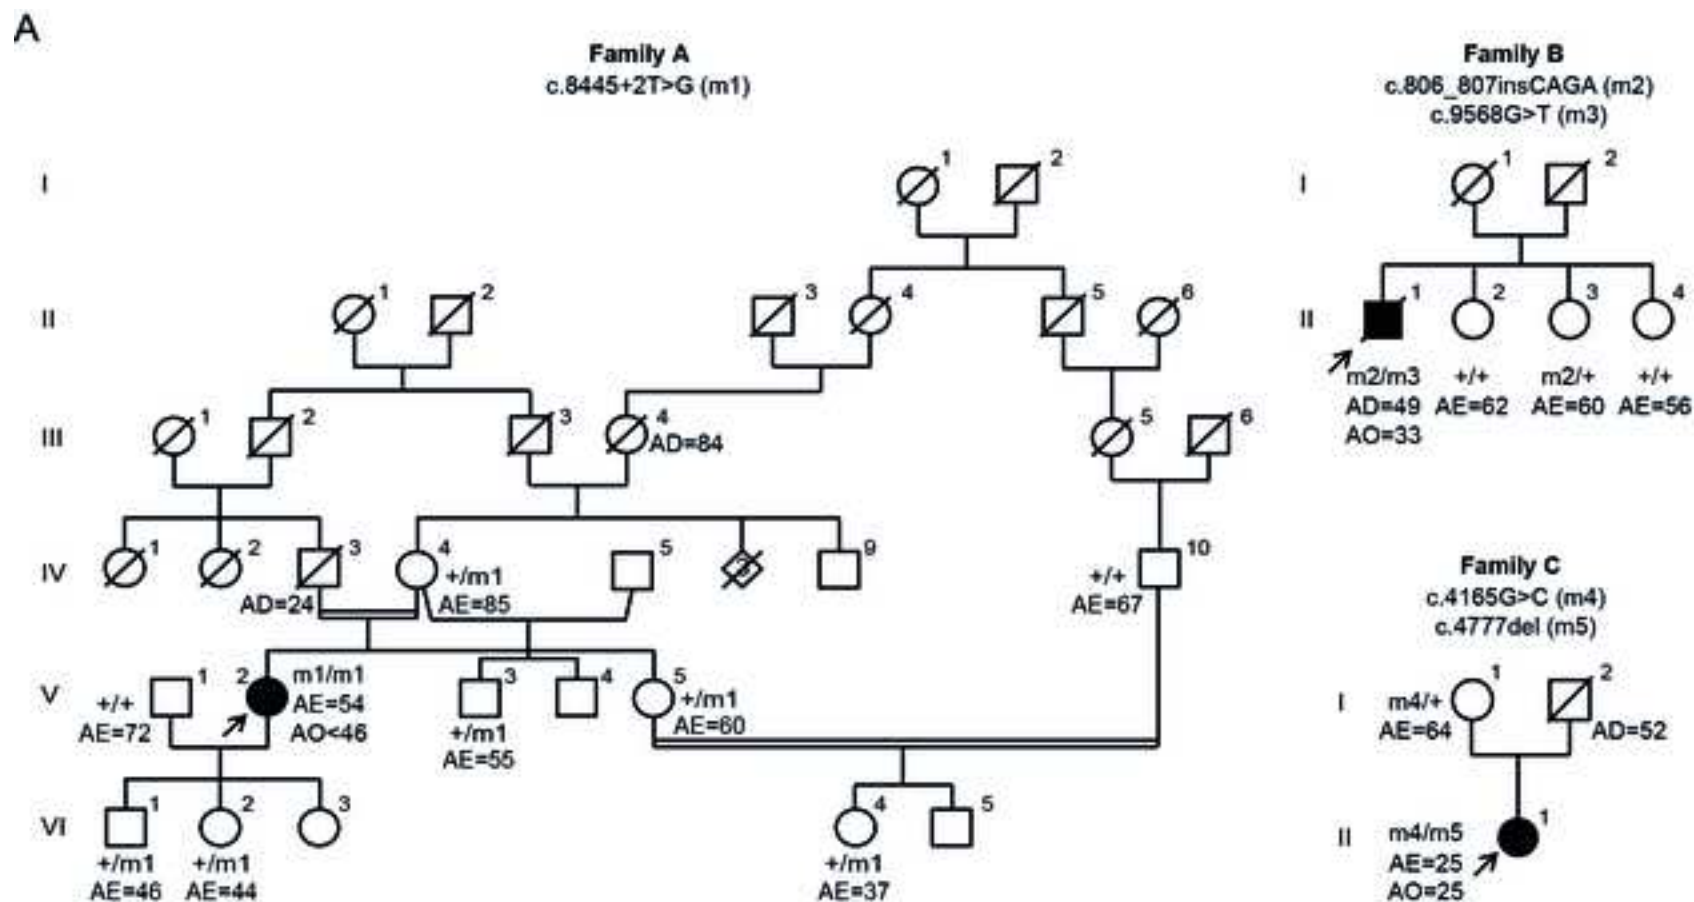 A
Family A
c.8445+2T>G (m1)
I
1
2
II
1
2
3
4
5
6
III
1
2
3
4
AD=84
5
6
IV
1
2
3
AD=24
4
+/m1
AE=85
5
9
10
+/+
AE=67
V
1
+/+
AE=72
2
m1/m1
AE=54
AO<46
3
+/m1
AE=55
4
5
+/m1
AE=60
VI
1
+/m1
AE=46
2
+/m1
AE=44
3
4
+/m1
AE=37
5
Family B
c.806_807insCAGA (m2)
c.9568G>T (m3)
I
1
2
II
1
2
3
4
m2/m3
AD=49
AO=33
+/+
AE=62
m2/+
AE=60
+/+
AE=56
Family C
c.4165G>C (m4)
c.4777del (m5)
I
1
m4/+
AE=64
2
AD=52
II
1
m4/m5
AE=25
AO=25